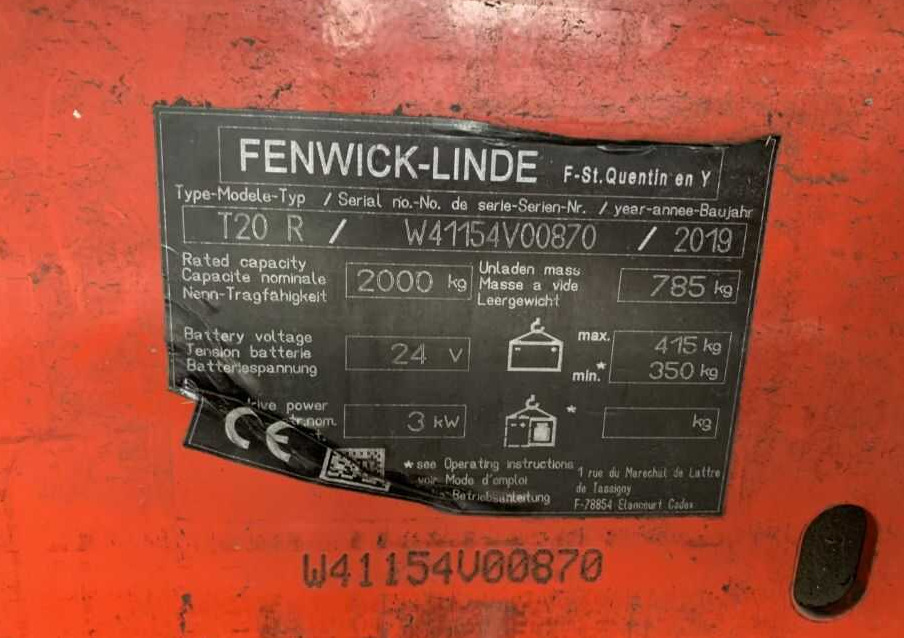 FENWICK-LINDE F-St.Quentin en Y
Type-Modele-Typ / Serial no.-No. de serie-Serien-Nr. / year-annee-Baujahr
T20 R / W41154V00870 / 2019
Rated capacity
Capacite nominale
Nenn-Tragfähigkeit
2000 kg
Unladen mass
Masse a vide
Leergewicht
785 kg
Battery voltage
Tension batterie
Batteriespannung
24 V
max. 415 kg
min.* 350 kg
power
3 kW
* kg
CE
* see Operating instructions
voir Mode d'emploi
Betriebsanleitung
1 rue du Marechal de Lattre
de Tassigny
F-78854 Elancourt Cedex
W41154V00870